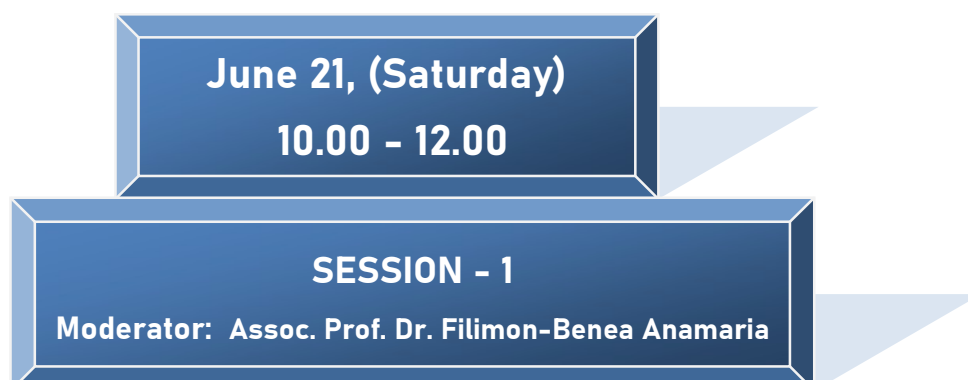 June 21, (Saturday)
10.00 - 12.00
SESSION - 1
Moderator: Assoc. Prof. Dr. Filimon-Benea Anamaria